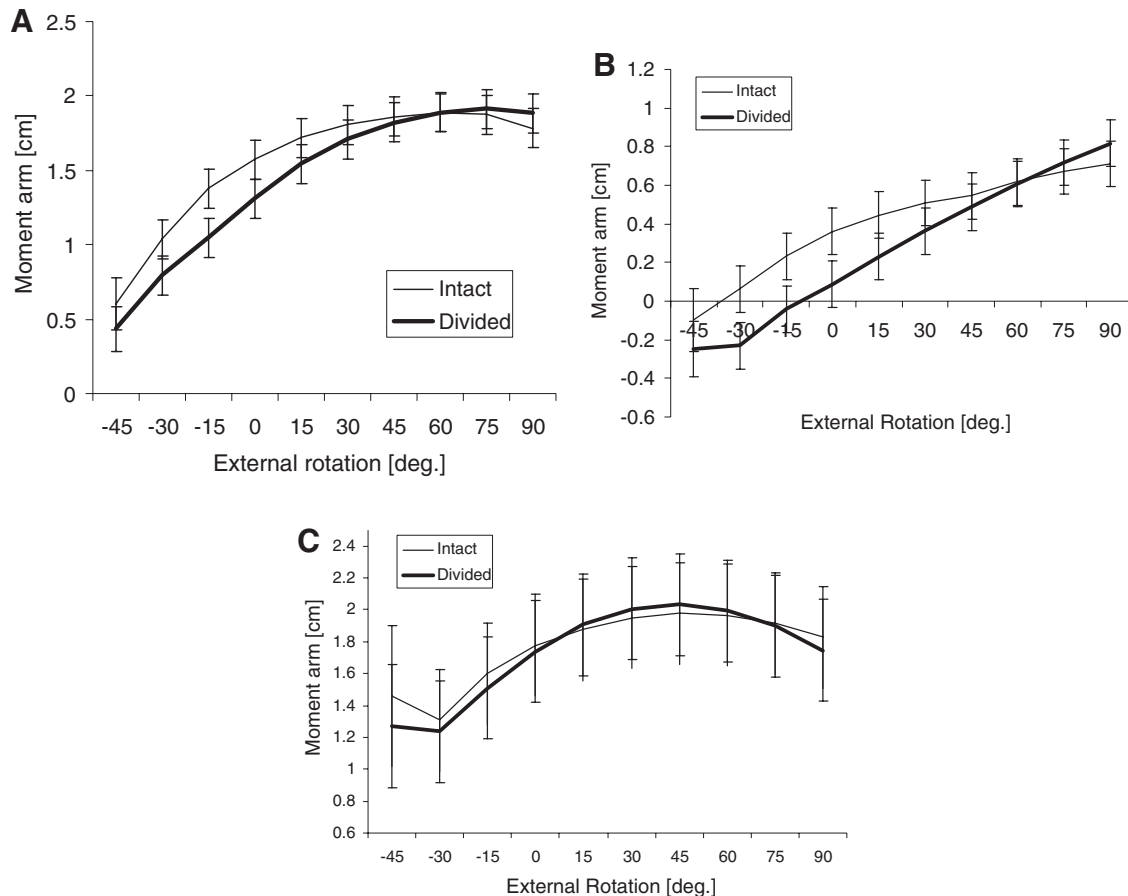 A
2.5
2
1.5
1
0.5
0
Moment arm [cm]
Intact
Divided
-45 -30 -15 0 15 30 45 60 75 90
External rotation [deg.]
B
1.2
1
0.8
0.6
0.4
0.2
0
-0.2
-0.4
-0.6
Moment arm [cm]
Intact
Divided
-45 -30 -15 0 15 30 45 60 75 90
External Rotation [deg.]
C
2.4
2.2
2
1.8
1.6
1.4
1.2
1
0.8
0.6
Moment arm [cm]
Intact
Divided
-45 -30 -15 0 15 30 45 60 75 90
External Rotation [deg.]